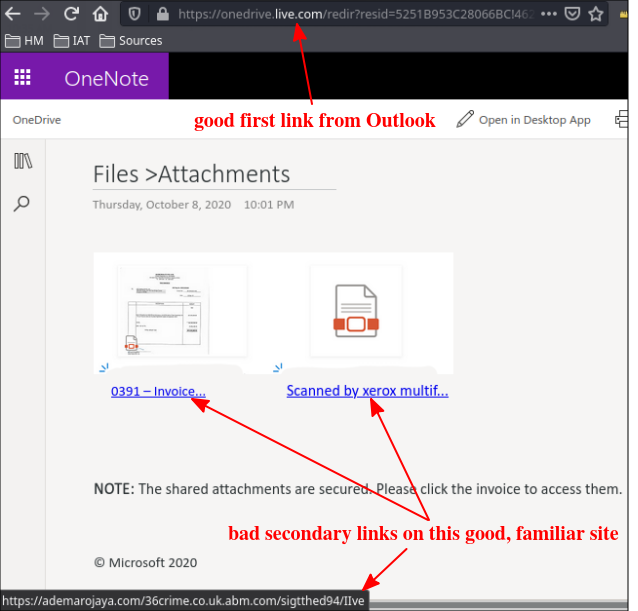 https://onedrive.live.com/redir?resid=5251B953C28066BC!462
HM IAT Sources
OneNote
good first link from Outlook
OneDrive
Open in Desktop App
Files >Attachments
Thursday, October 8, 2020 10:01 PM
0391 – Invoice...
Scanned by xerox multif...
NOTE: The shared attachments are secured. Please click the invoice to access them.
bad secondary links on this good, familiar site
© Microsoft 2020
https://ademarojaya.com/36crime.co.uk.abm.com/sigtthed94/IIve